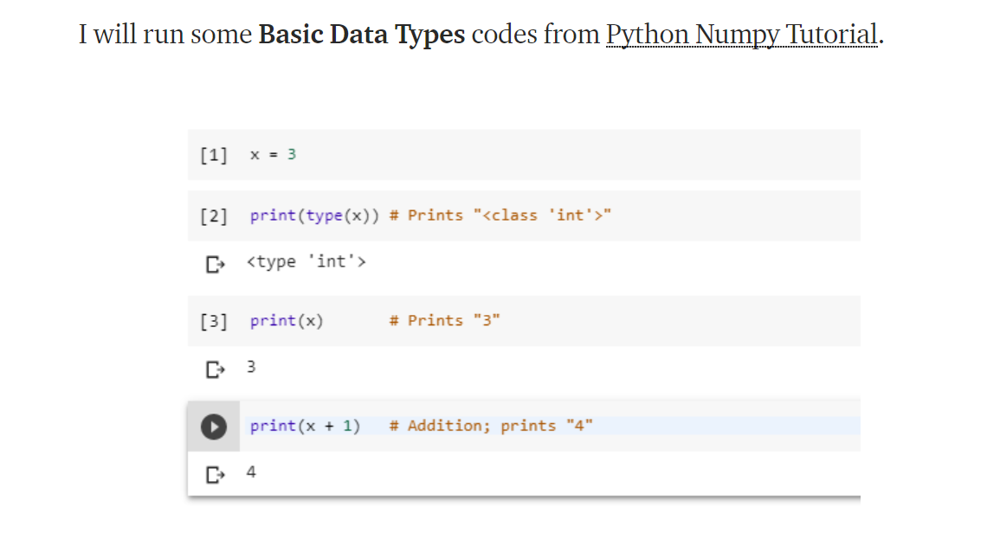 I will run some Basic Data Types codes from Python Numpy Tutorial.
[1] x = 3
[2] print(type(x)) # Prints "<class 'int'>"
<type 'int'>
[3] print(x) # Prints "3"
3
print(x + 1) # Addition; prints "4"
4